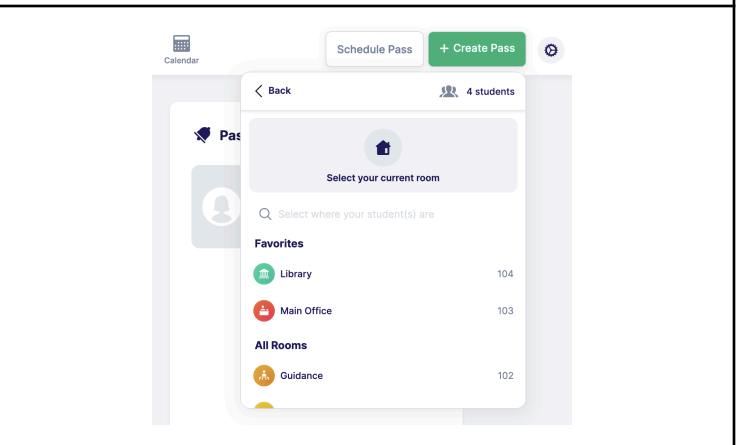 Calendar
Schedule Pass
+ Create Pass
Back
4 students
Pas
Select your current room
Select where your student(s) are
Favorites
Library 104
Main Office 103
All Rooms
Guidance 102